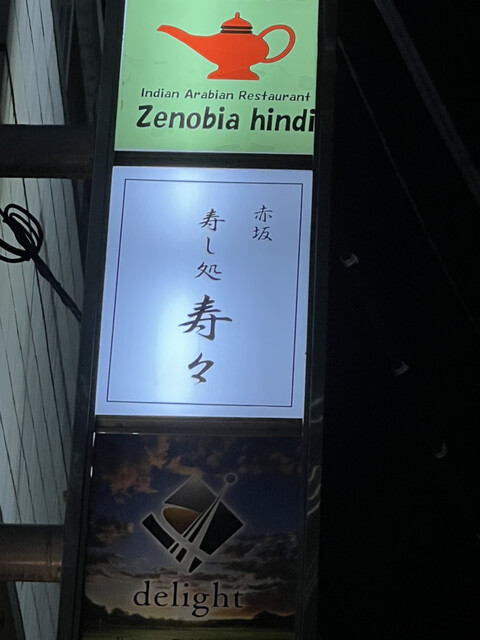 Indian Arabian Restaurant
Zenobia hindi
赤坂
寿し処 寿々
delight